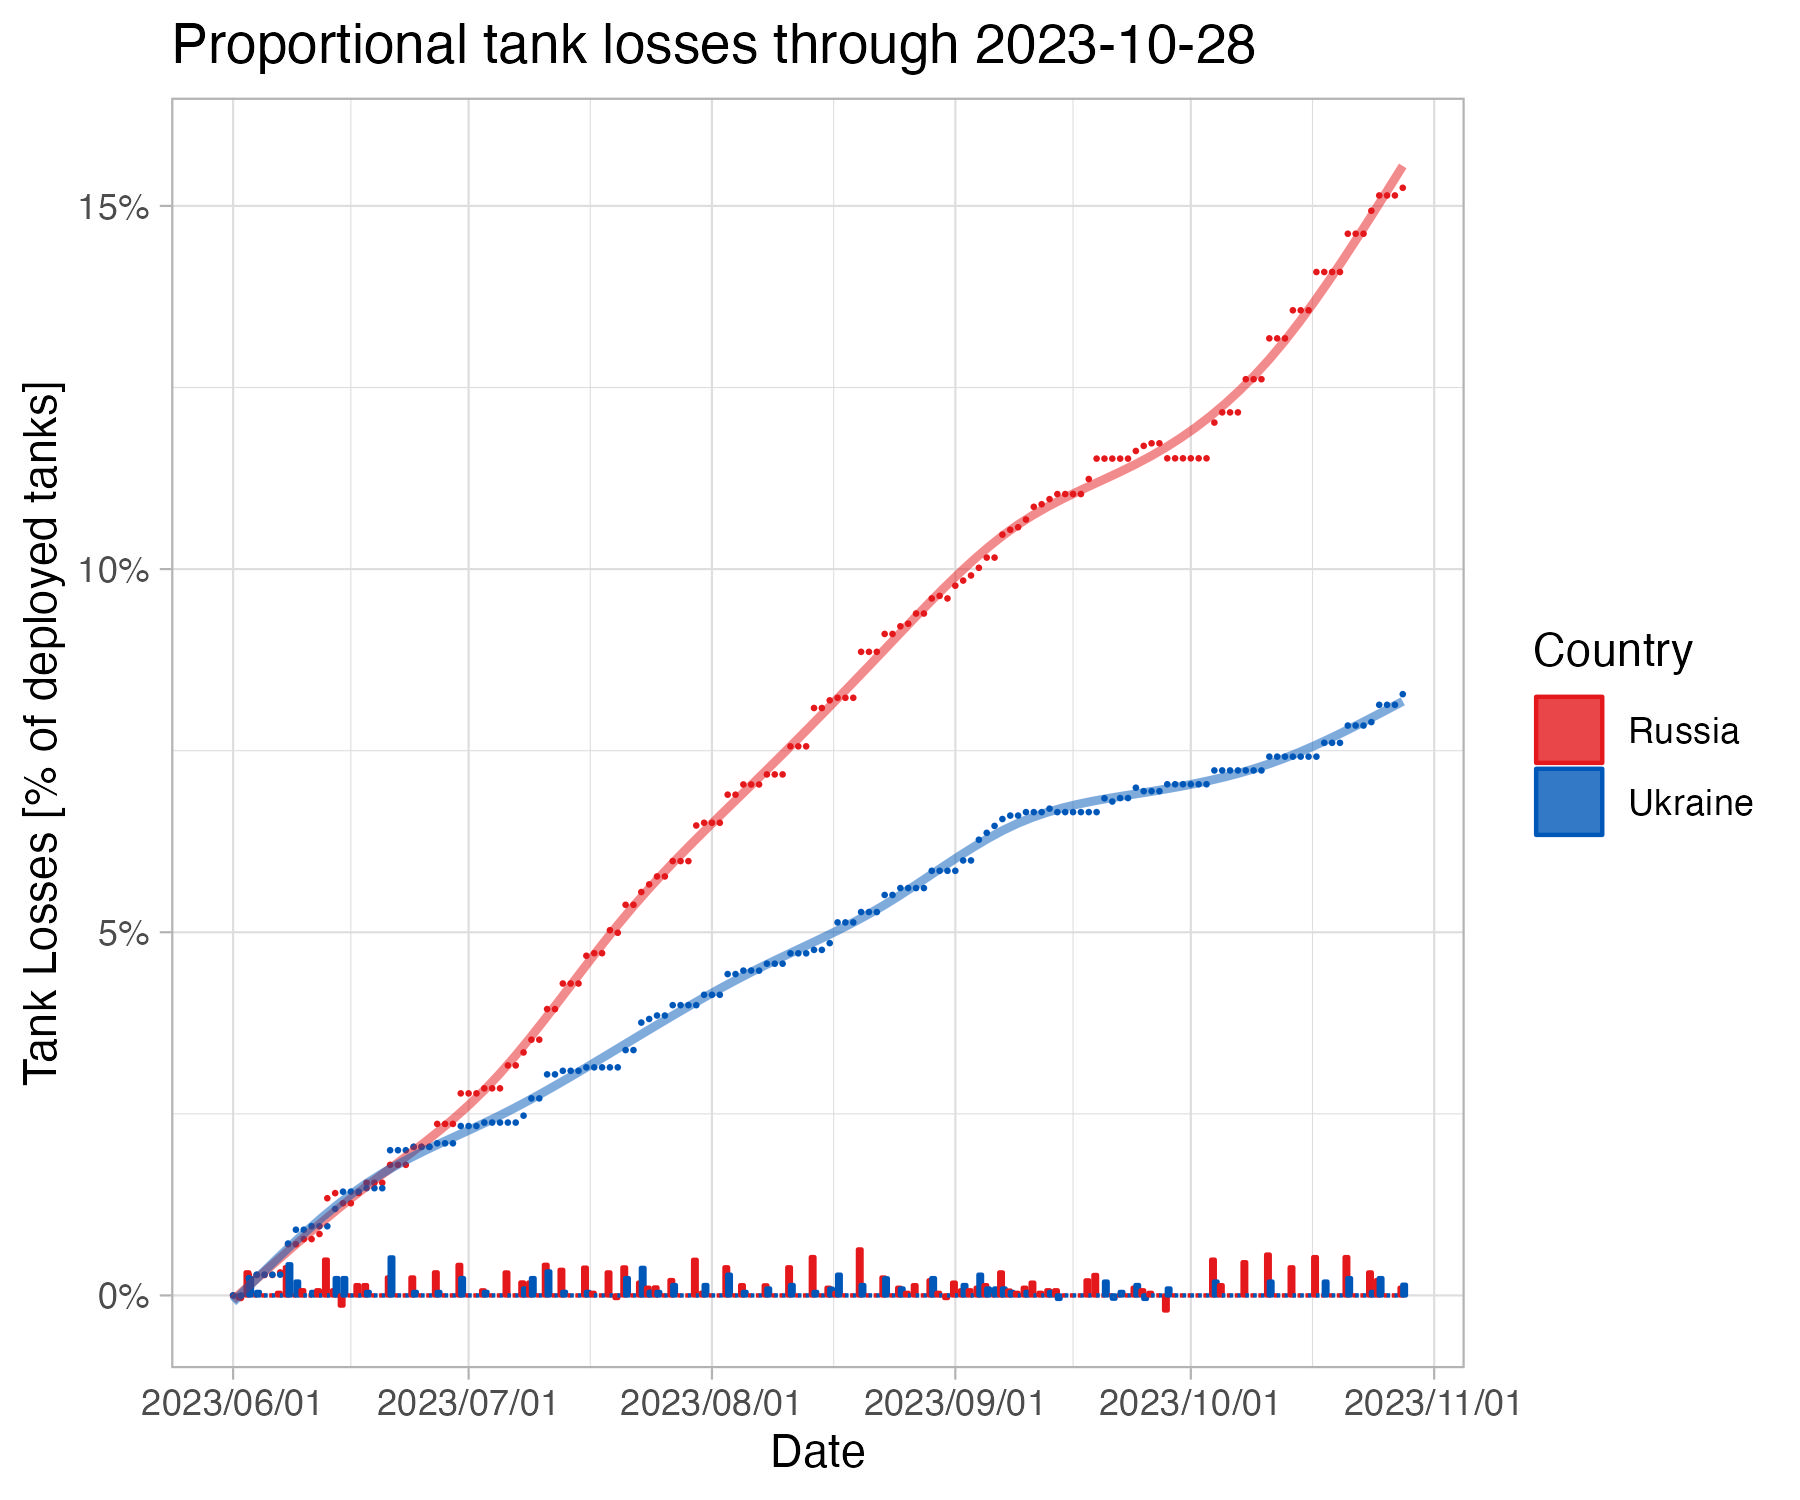 Proportional tank losses through 2023-10-28
Tank Losses [% of deployed tanks]
15%
10%
5%
0%
2023/06/01
2023/07/01
2023/08/01
2023/09/01
2023/10/01
2023/11/01
Date
Country
Russia
Ukraine